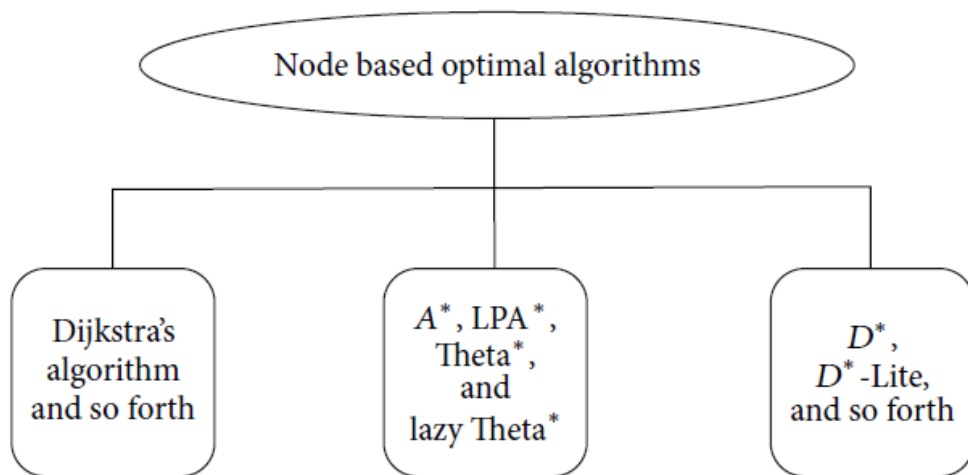 Node based optimal algorithms
Dijkstra's
algorithm
and so forth
A*, LPA*,
Theta*,
and
lazy Theta*
D*,
D*-Lite,
and so forth